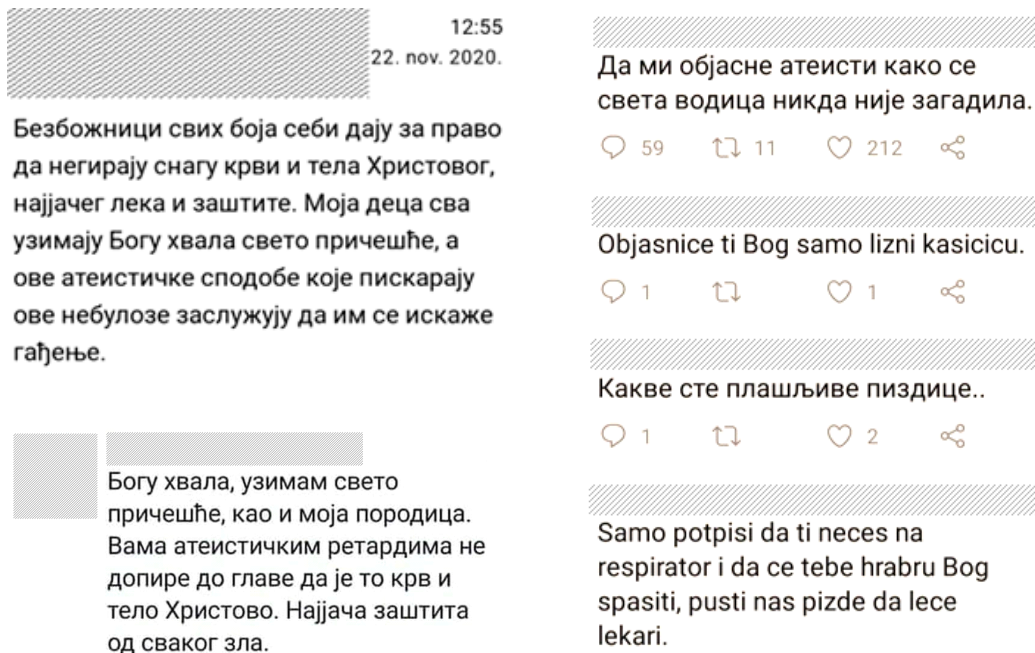 12:55
22. nov. 2020.
Безбожници свих боја себи дају за право
да негирају снагу крви и тела Христовог,
најјачег лека и заштите. Моја деца сва
узимају Богу хвала свето причешће, а
ове атеистичке сподобе које пискарају
ове небулозе заслужују да им се искаже
гађење.
Богу хвала, узимам свето
причешће, као и моја породица.
Вама атеистичким ретардима не
допире до главе да је то крв и
тело Христово. Најјача заштита
од сваког зла.
Да ми објасне атеисти како се
света водица никда није загадила.
59 11 212
Objasnice ti Bog samo lizni kasicicu.
1 1
Какве сте плашљиве пиздице..
1 2
Samo potpisi da ti neces na
respirator i da ce tebe hrabru Bog
spasiti, pusti nas pizde da lece
lekari.